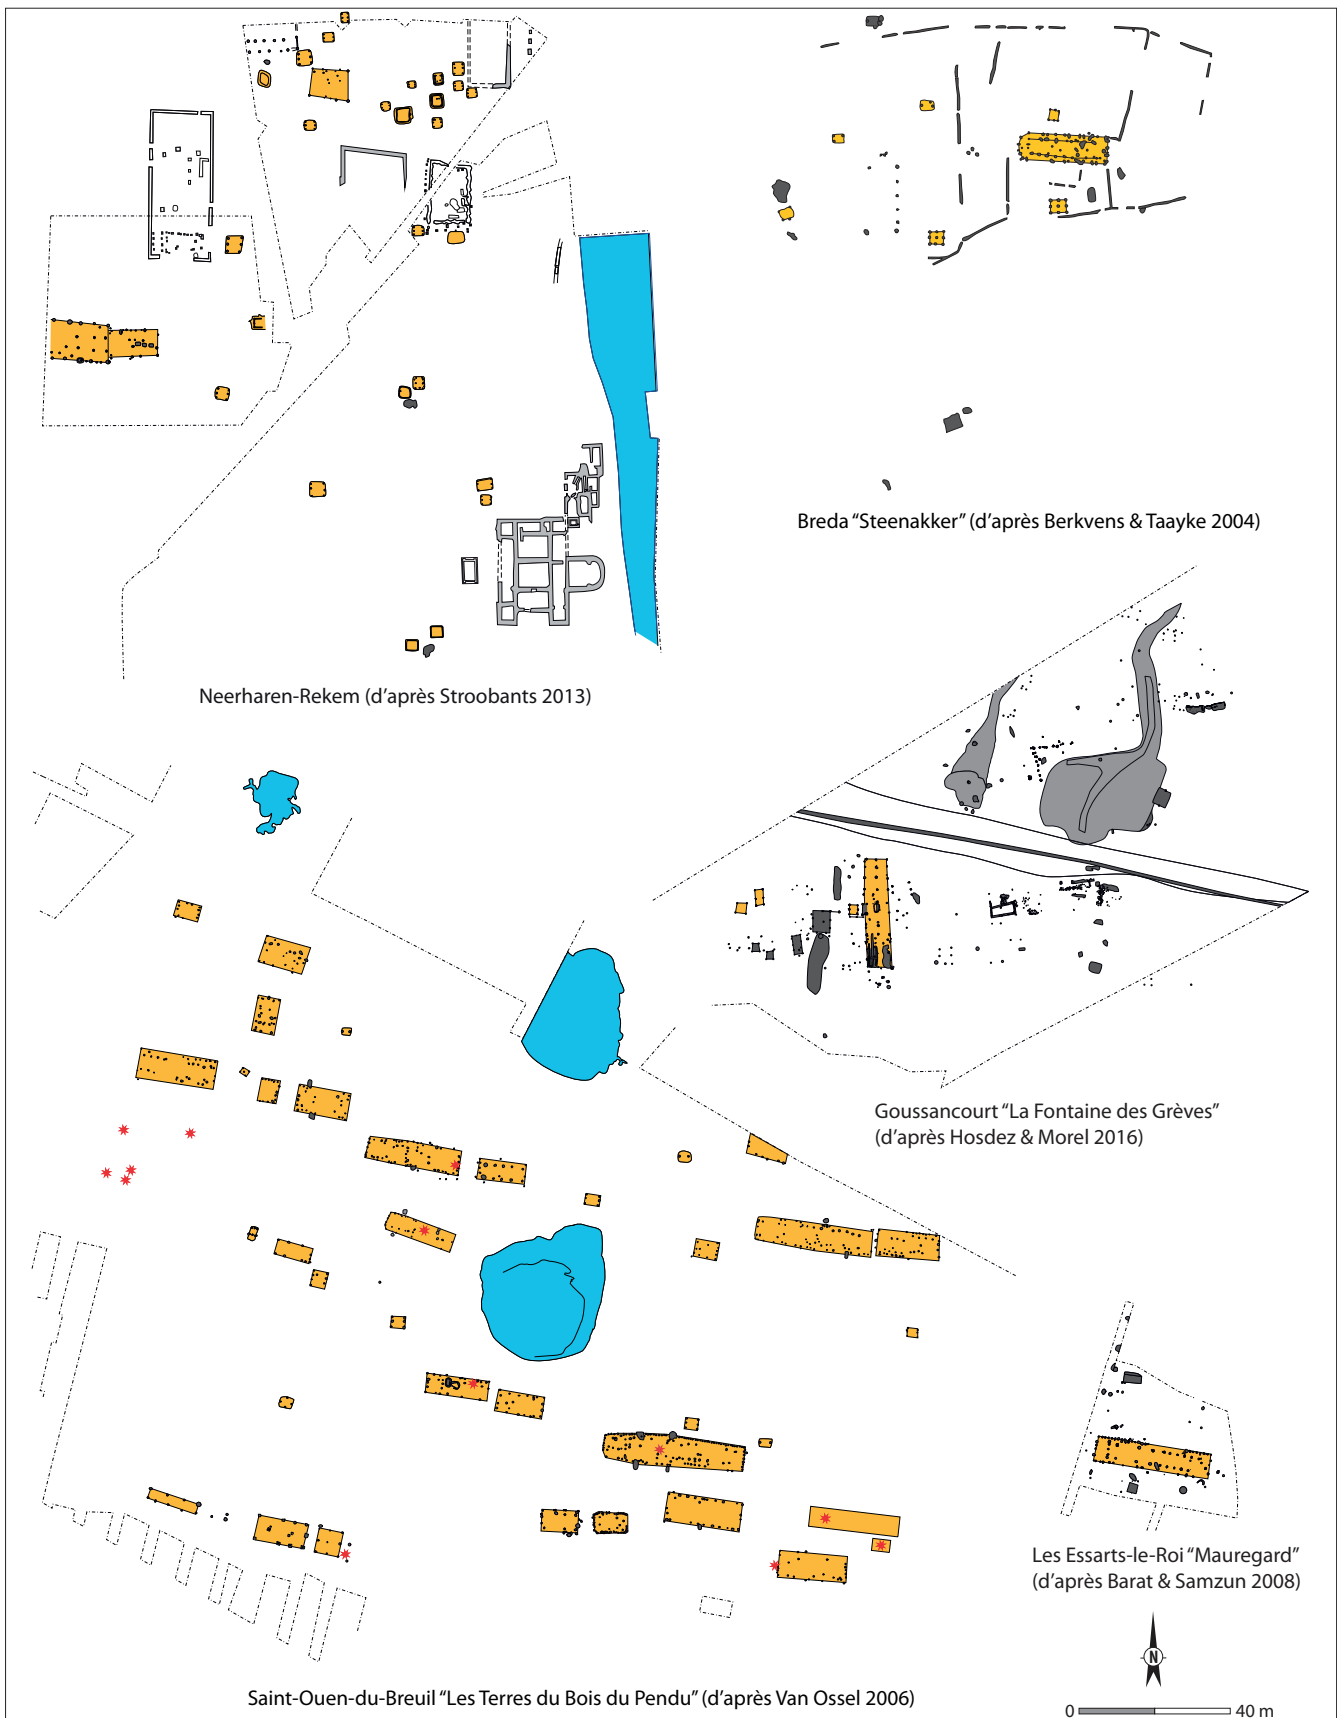 Breda “Steenakker” (d’après Berkvens & Taayke 2004)
Neerharen-Rekem (d’après Stroobants 2013)
Goussancourt “La Fontaine des Grèves”
(d’après Hosdez & Morel 2016)
Les Essarts-le-Roi “Mauregard”
(d’après Barat & Samzun 2008)
N
Saint-Ouen-du-Breuil “Les Terres du Bois du Pendu” (d’après Van Ossel 2006)
0 40 m